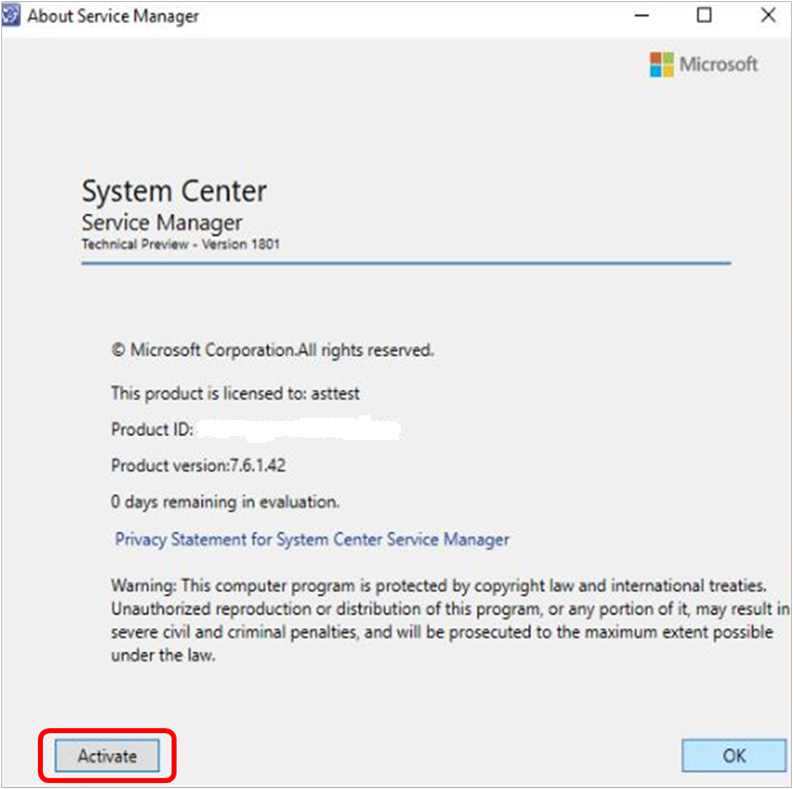 About Service Manager
Microsoft
System Center
Service Manager
Technical Preview - Version 1801
© Microsoft Corporation.All rights reserved.
This product is licensed to: asttest
Product ID:
Product version:7.6.1.42
0 days remaining in evaluation.
Privacy Statement for System Center Service Manager
Warning: This computer program is protected by copyright law and international treaties.
Unauthorized reproduction or distribution of this program, or any portion of it, may result in
severe civil and criminal penalties, and will be prosecuted to the maximum extent possible
under the law.
Activate
OK